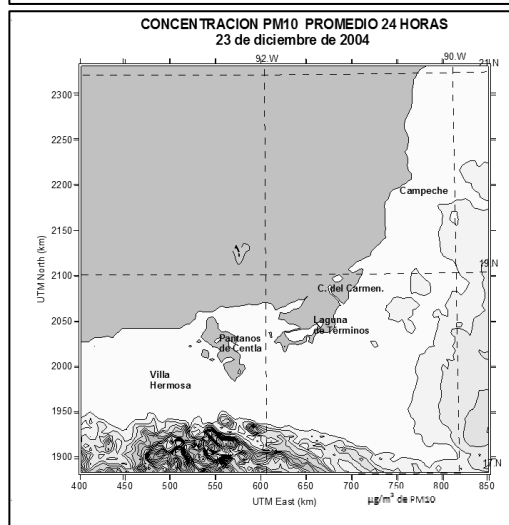 CONCENTRACION PM10 PROMEDIO 24 HORAS
23 de diciembre de 2004
92.W
90.W
21 N
2300
2250
2200
Campeche
2150
2100
19 N
C. del Carmen.
2050
Laguna
de Términos
Pantanos
de Centla
2000
Villa
Hermosa
1950
1900
17 N
400 450 500 550 600 650 700 750 800 850
UTM North (km)
UTM East (km)
µg/m³ de PM10